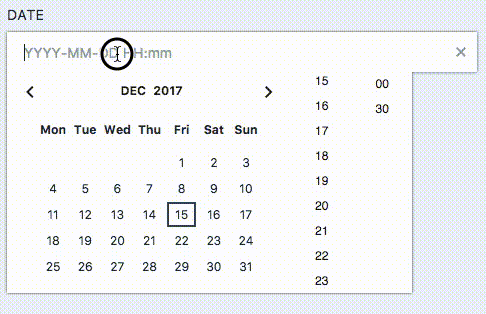 DATE
YYYY-MM-DD HH:mm ×
DEC 2017
Mon Tue Wed Thu Fri Sat Sun
1 2 3
4 5 6 7 8 9 10
11 12 13 14 15 16 17
18 19 20 21 22 23 24
25 26 27 28 29 30 31
15
16
17
18
19
20
21
22
23
00
30